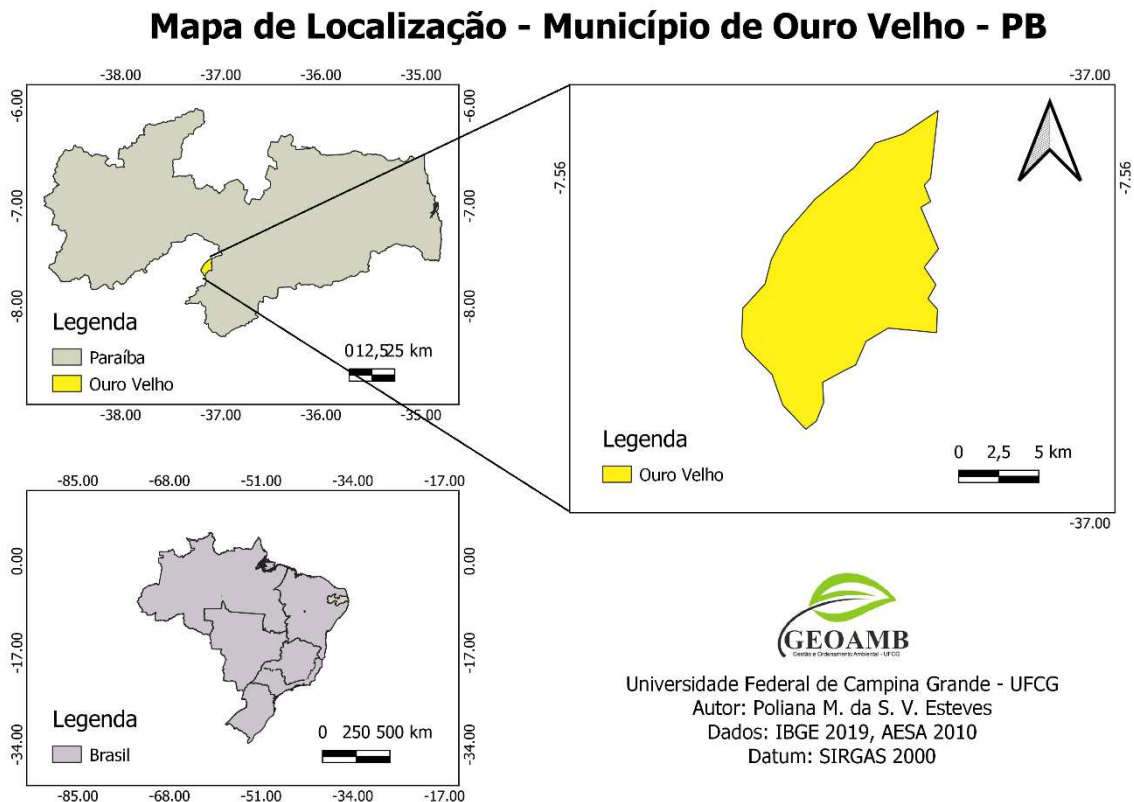 Mapa de Localização - Município de Ouro Velho - PB
-38.00 -37.00 -36.00 -35.00
-6.00 -6.00
-7.00 -7.00
-8.00 -8.00
Legenda
Paraíba
Ouro Velho
012,525 km
-38.00 -37.00 -36.00 -35.00
-37.00
-7.56 -7.56
Legenda
Ouro Velho
0 2,5 5 km
-37.00
-85.00 -68.00 -51.00 -34.00 -17.00
0.00 0.00
-17.00 -17.00
-34.00 -34.00
Legenda
Brasil
0 250 500 km
-85.00 -68.00 -51.00 -34.00 -17.00
GEOAMB
Gestão e Ordenamento Ambiental - UFCG
Universidade Federal de Campina Grande - UFCG
Autor: Poliana M. da S. V. Esteves
Dados: IBGE 2019, AESA 2010
Datum: SIRGAS 2000